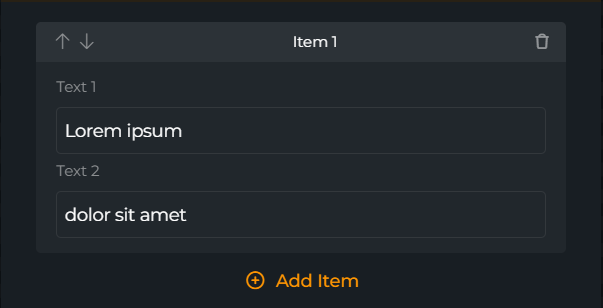 Item 1
Text 1
Lorem ipsum
Text 2
dolor sit amet
Add Item